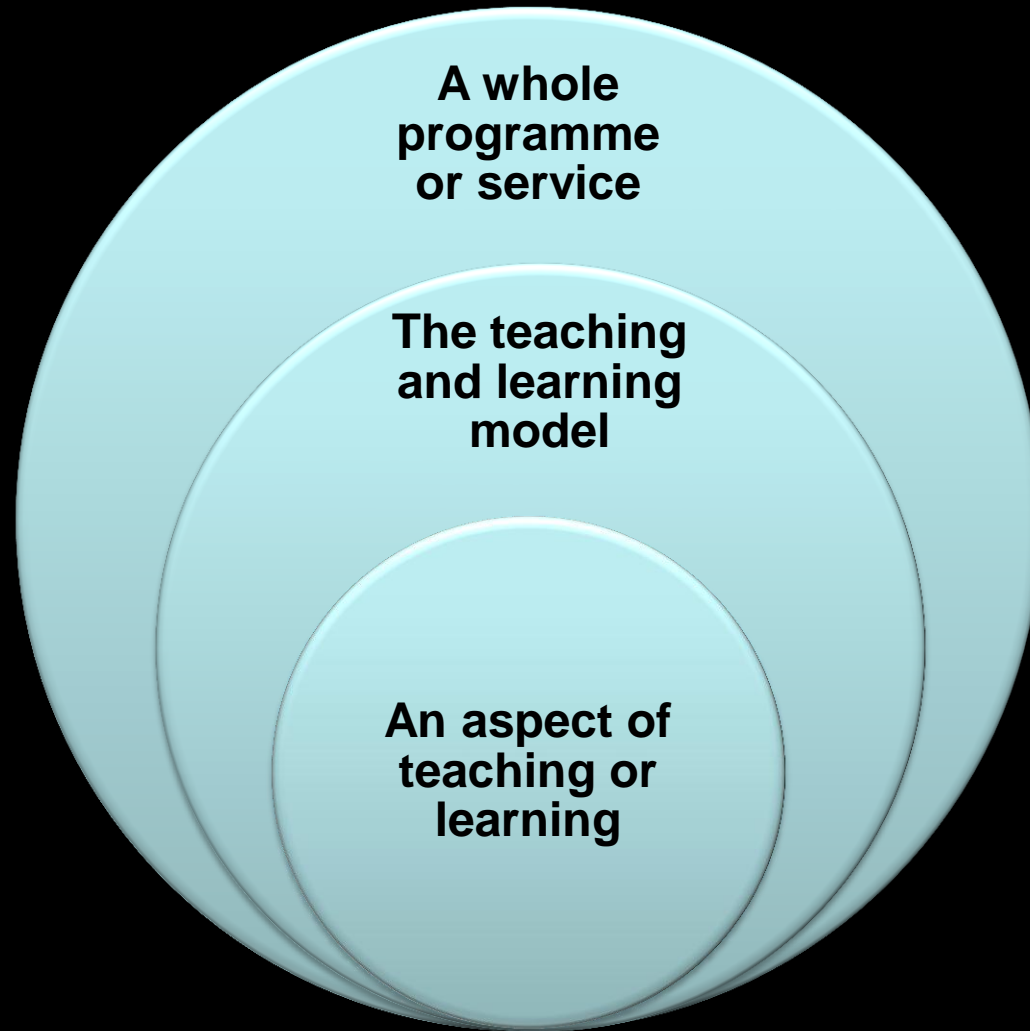 A whole
programme
or service
The teaching
and learning
model
An aspect of
teaching or
learning